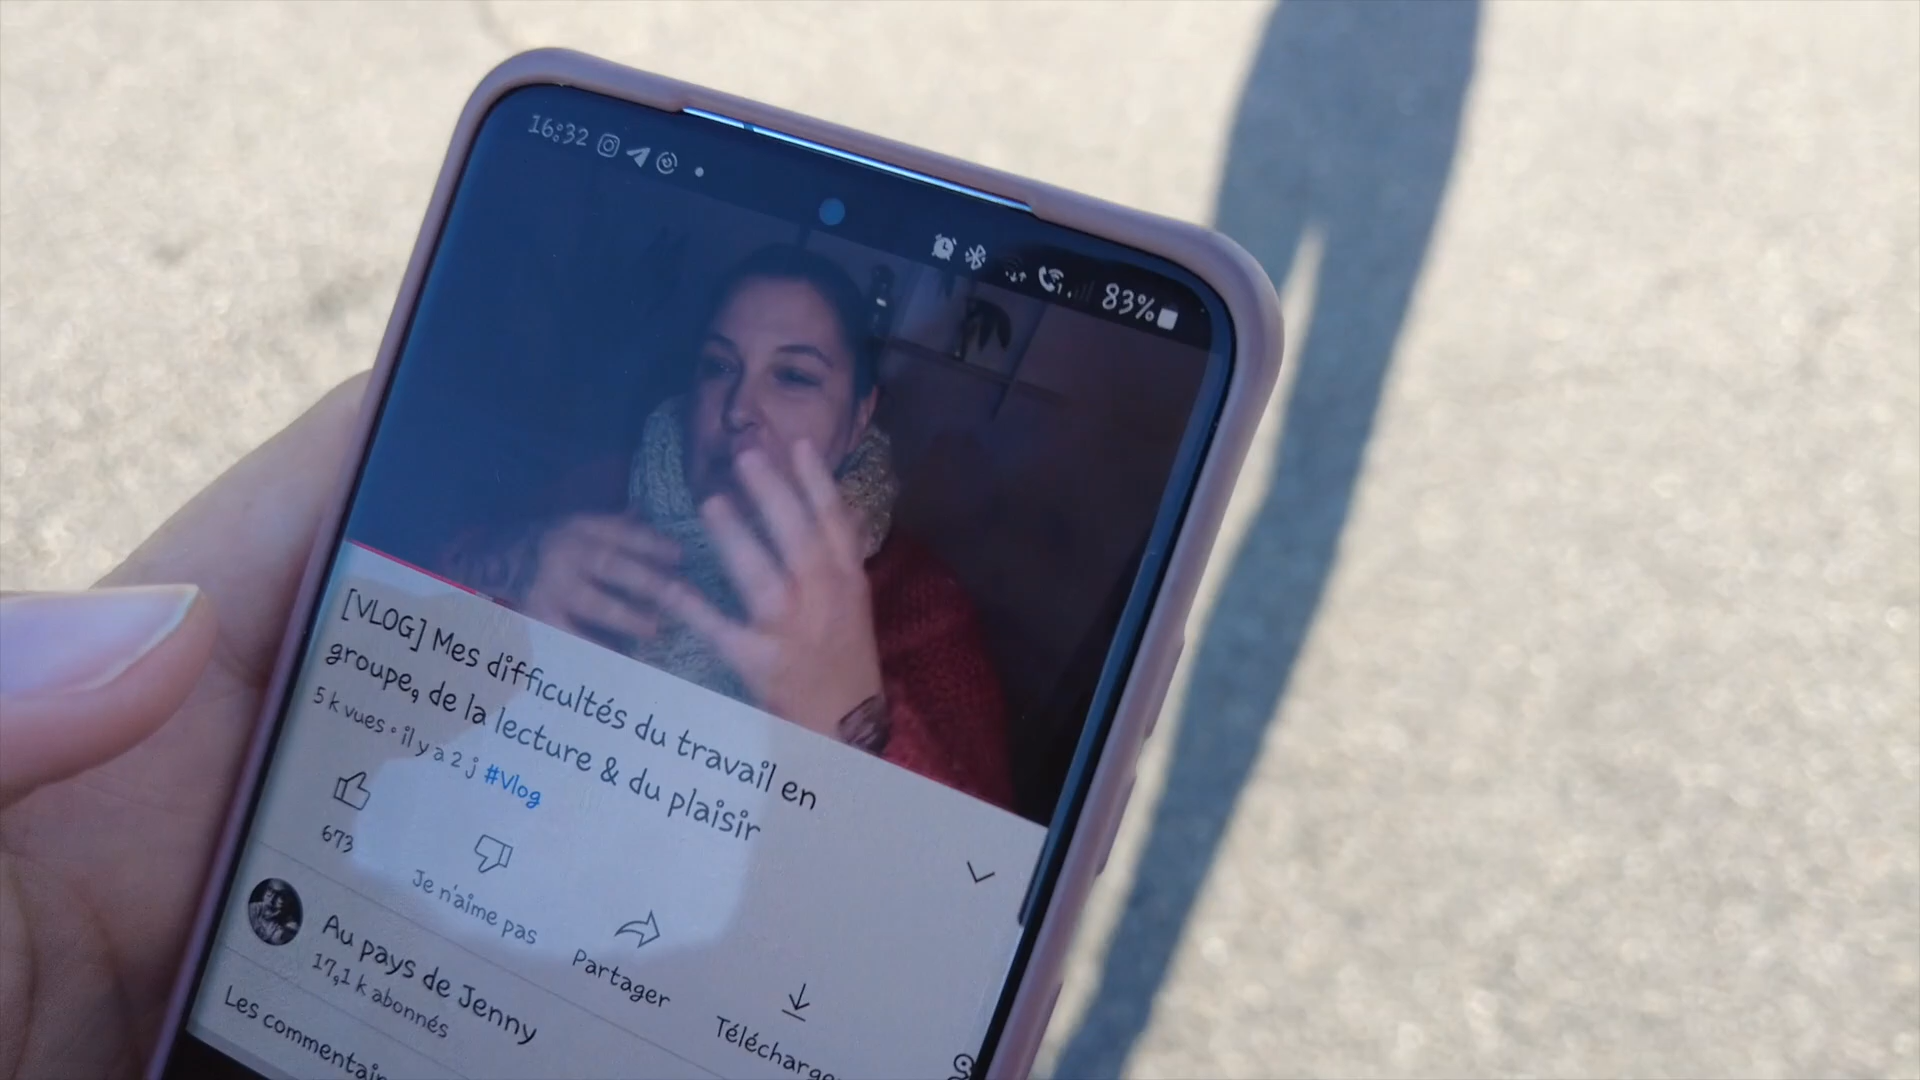 16:32
83%
[VLOG] Mes difficultés du travail en
groupe, de la lecture & du plaisir
5 k vues • il y a 2 j #Vlog
673
Je n'aime pas
Partager
Au pays de Jenny
17,1 k abonnés